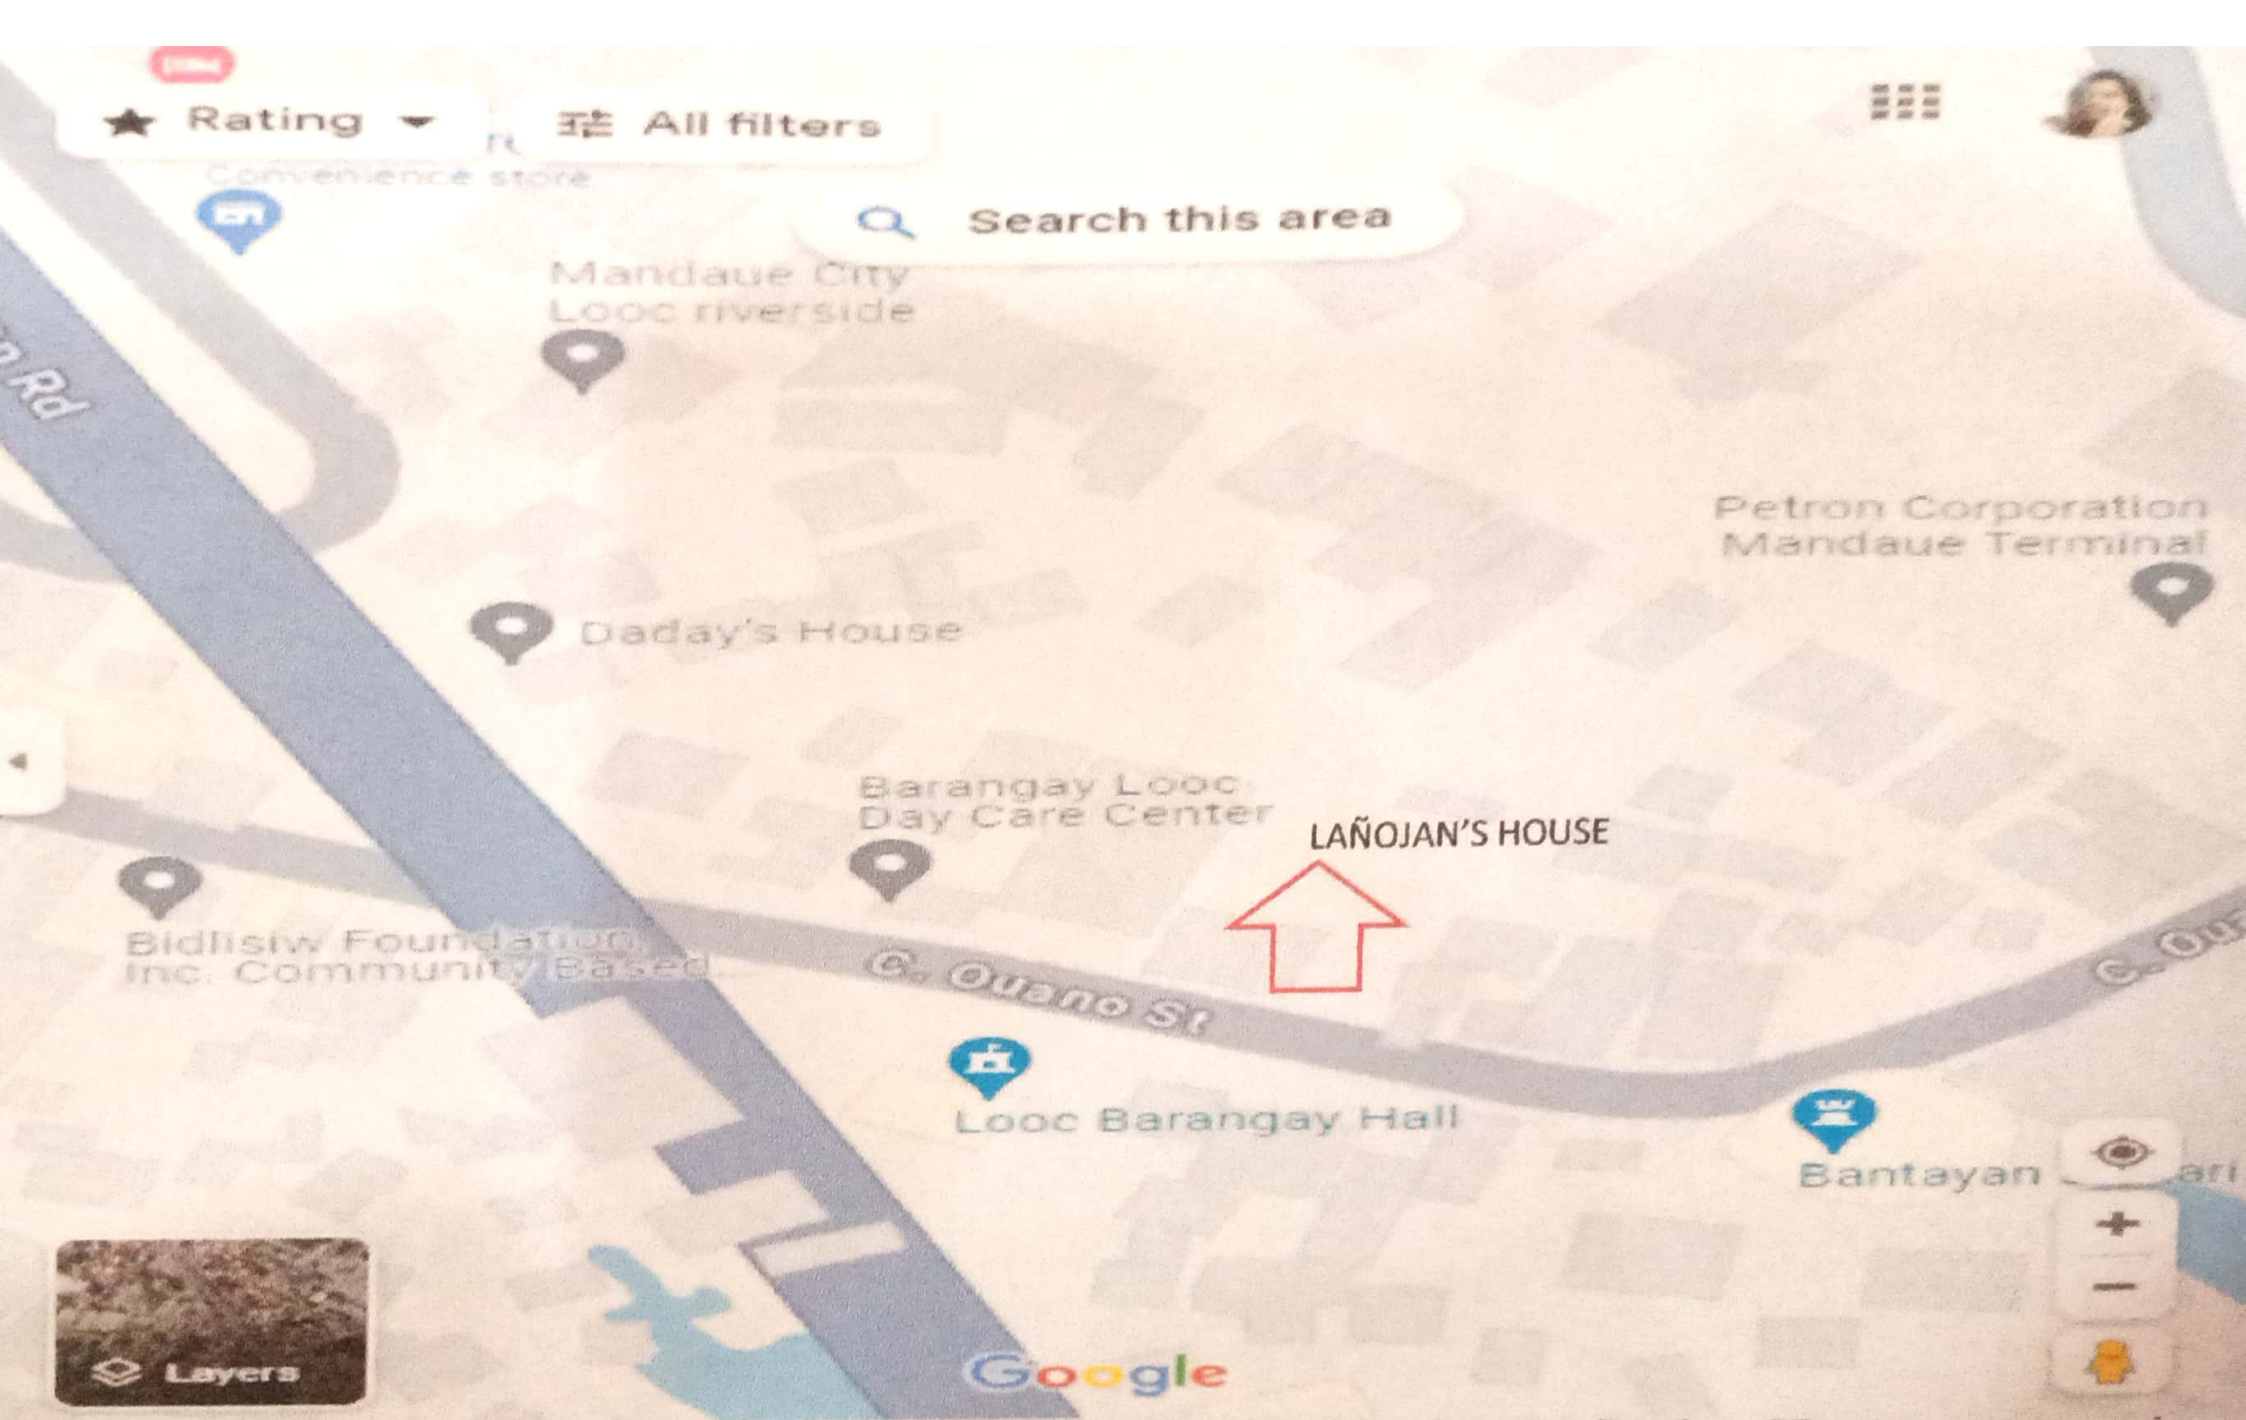 Rating
All filters
Convenience store
Search this area
Mandaue City
Looc riverside
Rd
Petron Corporation
Mandaue Terminal
Daday's House
Barangay Looc
Day Care Center
LAÑOJAN'S HOUSE
Bidlisiw Foundation,
Inc. Community Based
C. Ouano St
C. Oua
Looc Barangay Hall
Bantayan
ari
Layers
Google